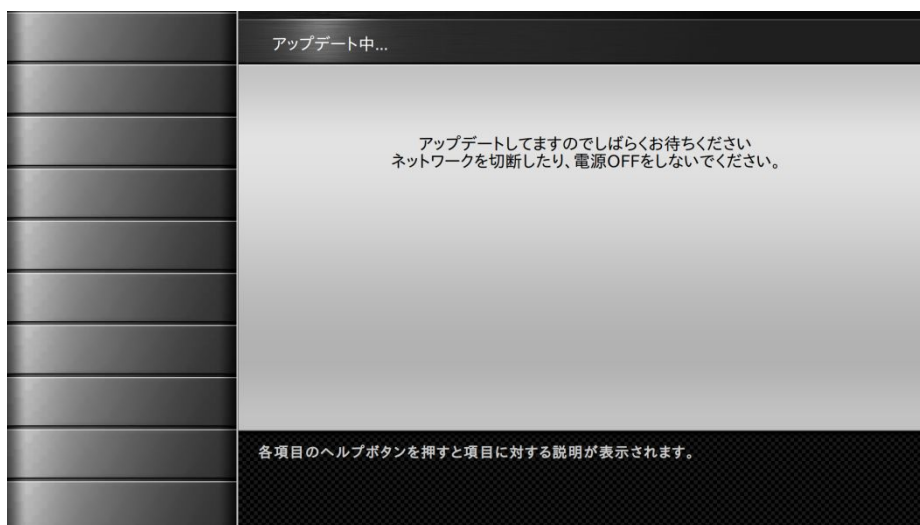 アップデート中...
アップデートしてますのでしばらくお待ちください
ネットワークを切断したり、電源OFFをしないでください。
各項目のヘルプボタンを押すと項目に対する説明が表示されます。